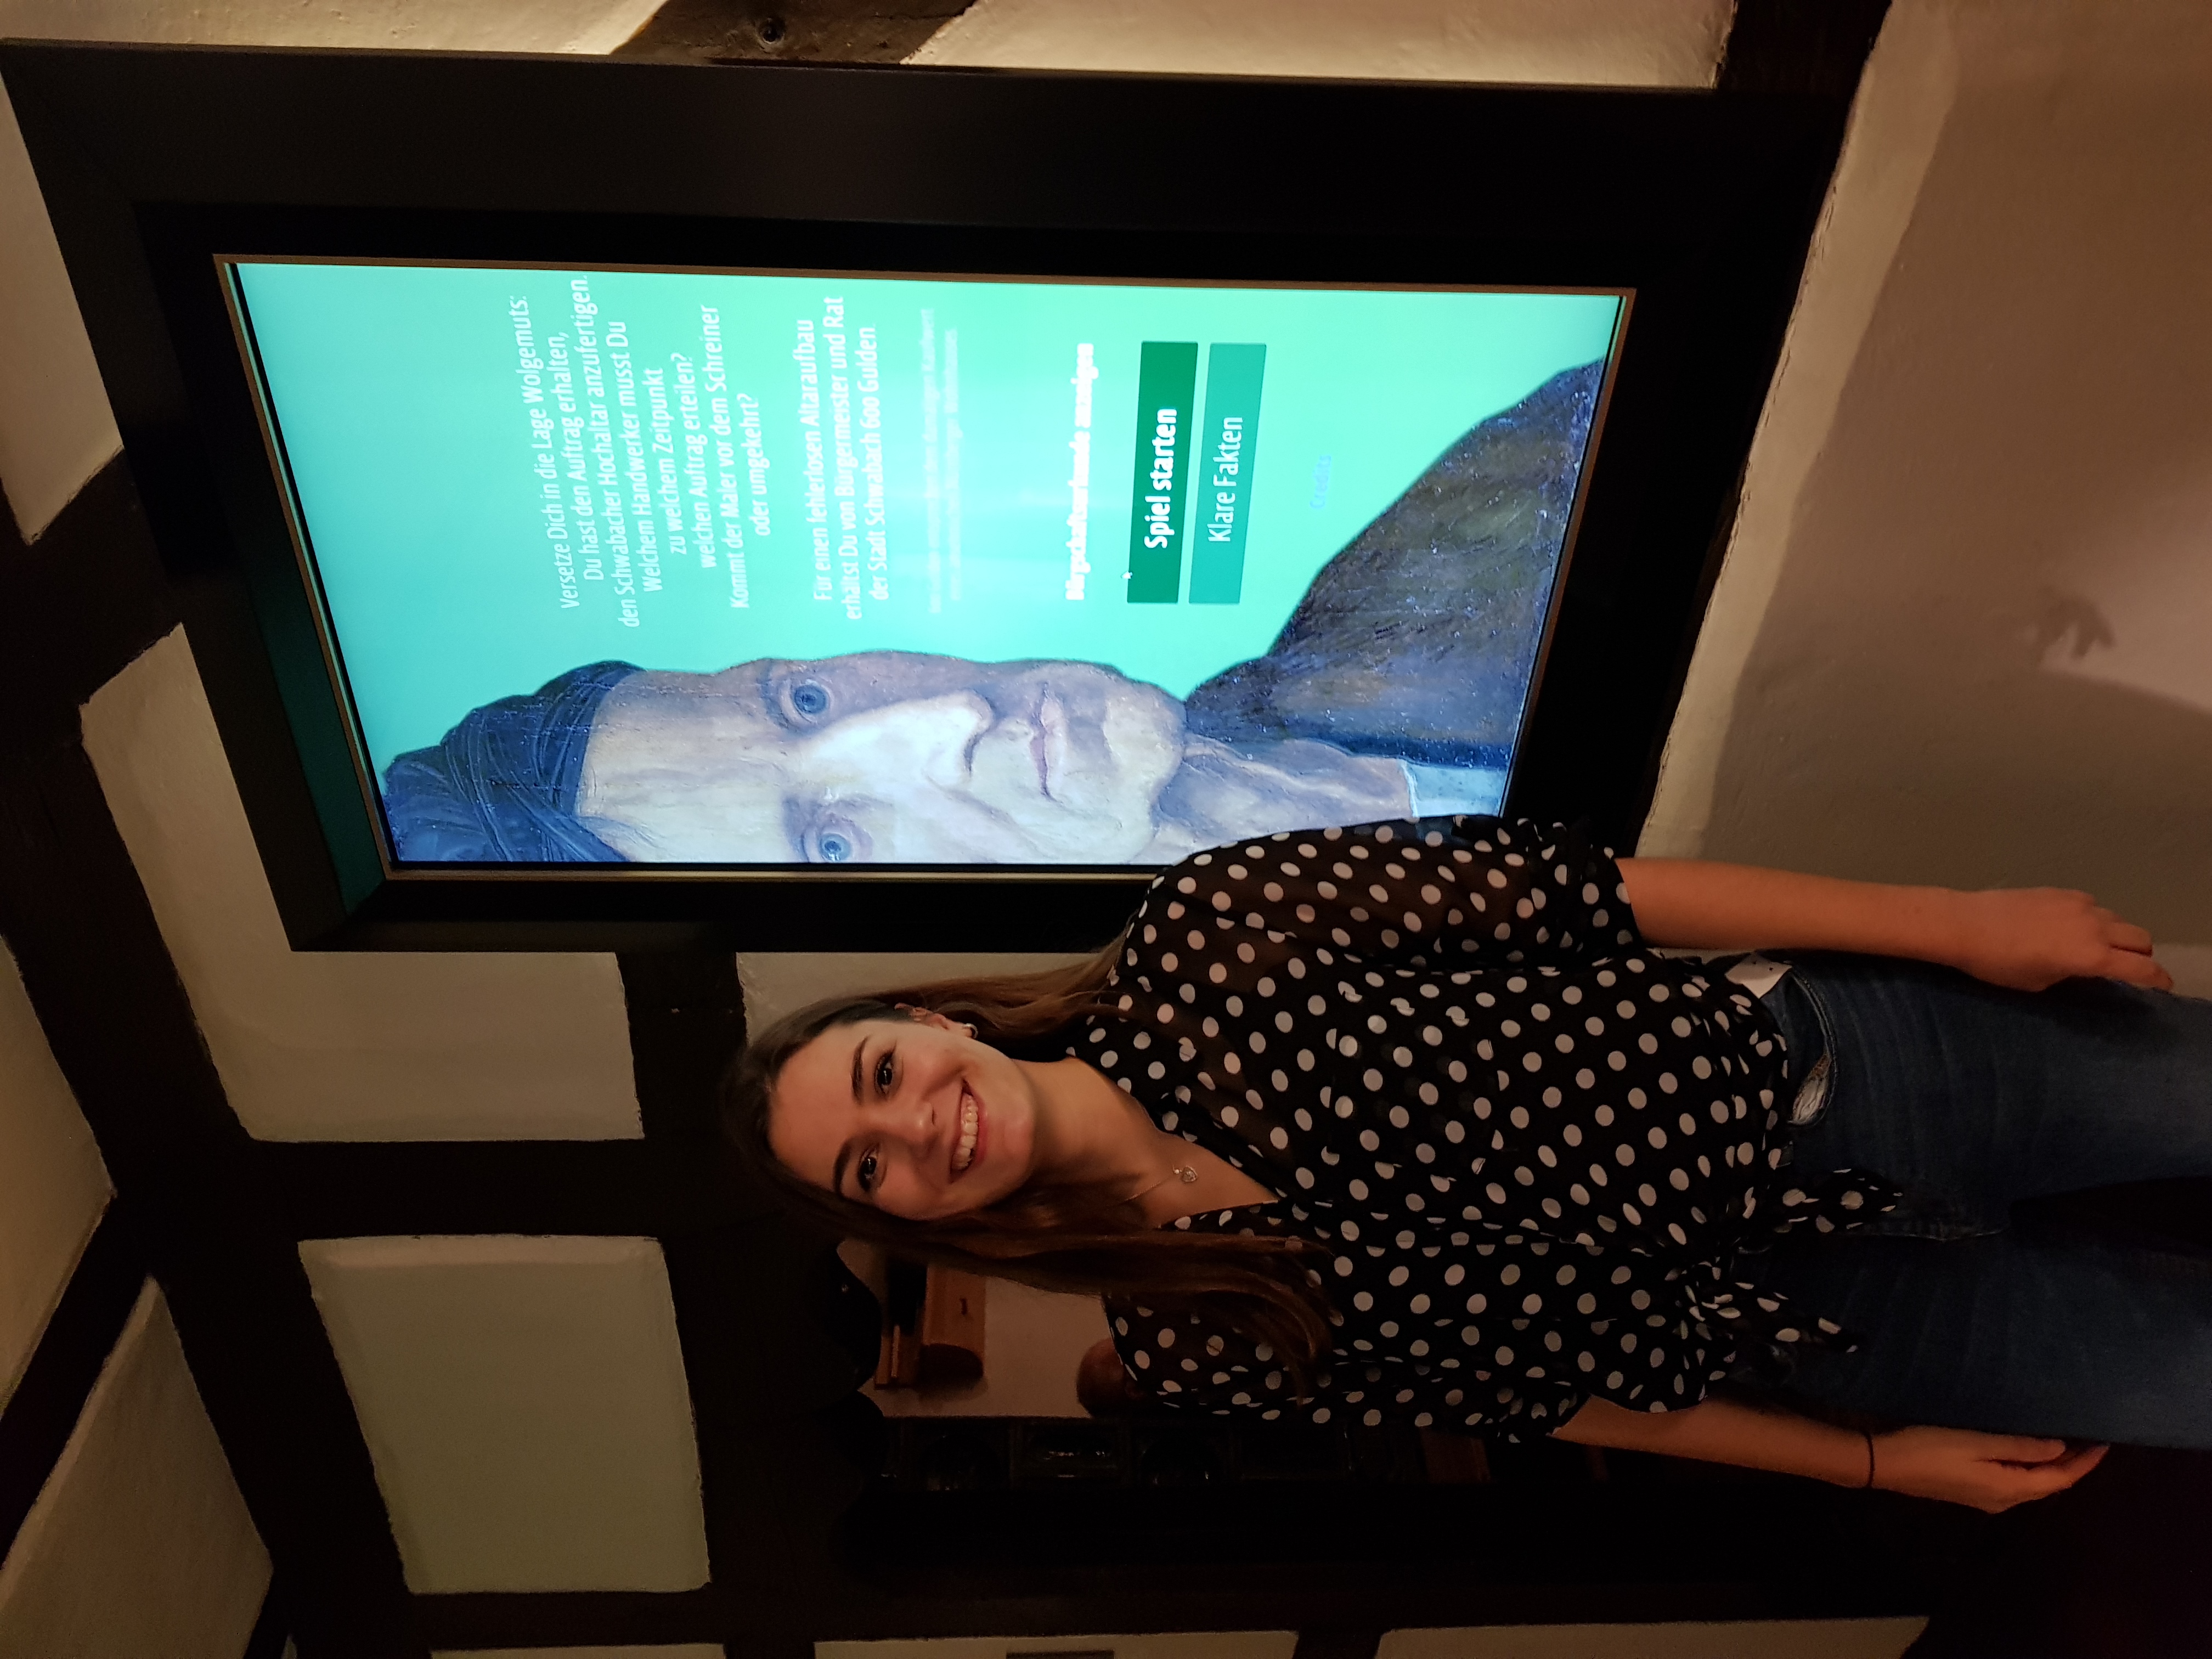 Versetze Dich in die Lage Wolgemuts:
Du hast den Auftrag erhalten,
den Schwabacher Hochaltar anzufertigen.
Welchem Handwerker musst Du
zu welchem Zeitpunkt
welchen Auftrag erteilen?
Kommt der Maler vor dem Schreiner
oder umgekehrt?
Für einen fehlerlosen Altaraufbau
erhältst Du von Bürgermeister und Rat
der Stadt Schwabach 600 Gulden.
Bürgschaftsurkunde anzeigen
Spiel starten
Klare Fakten
Credits